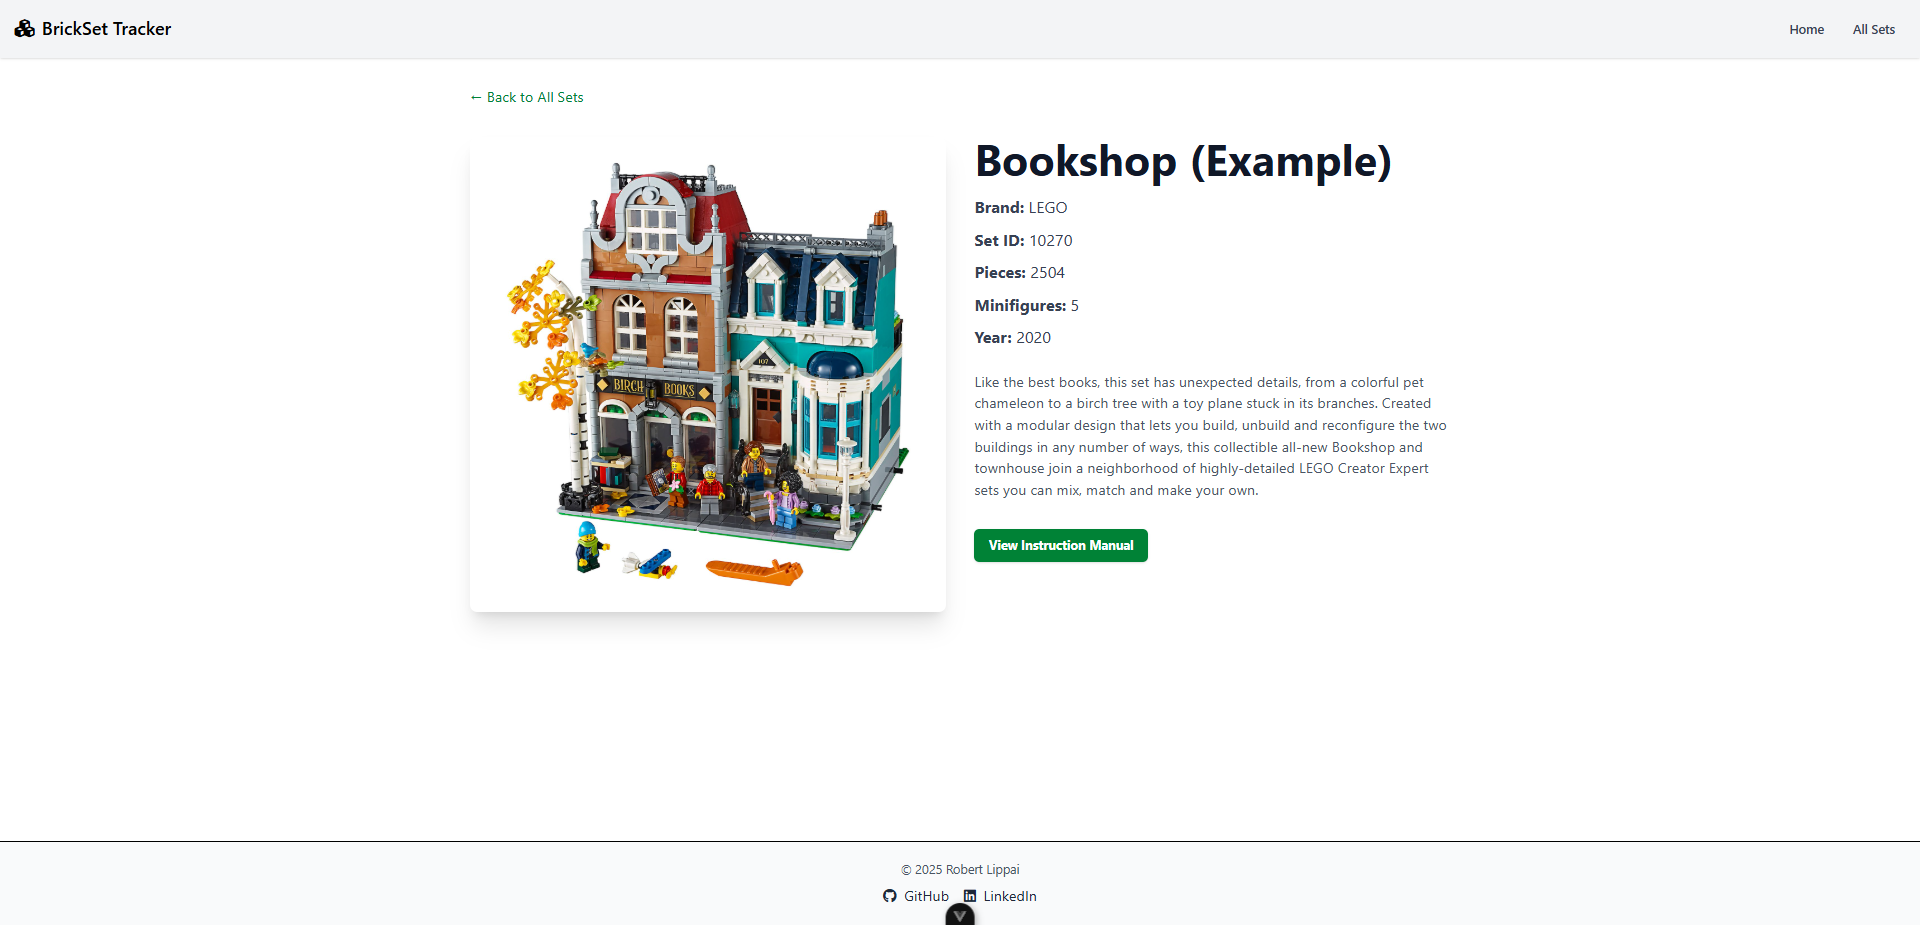 BrickSet Tracker
Home
All Sets
← Back to All Sets
Bookshop (Example)
Brand: LEGO
Set ID: 10270
Pieces: 2504
Minifigures: 5
Year: 2020
Like the best books, this set has unexpected details, from a colorful pet
chameleon to a birch tree with a toy plane stuck in its branches. Created
with a modular design that lets you build, unbuild and reconfigure the two
buildings in any number of ways, this collectible all-new Bookshop and
townhouse join a neighborhood of highly-detailed LEGO Creator Expert
sets you can mix, match and make your own.
View Instruction Manual
107
BIRCH BOOKS
© 2025 Robert Lippai
GitHub
LinkedIn